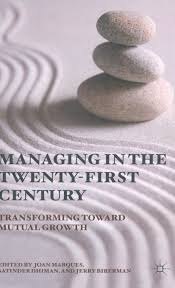 MANAGING IN THE
TWENTY-FIRST
CENTURY
TRANSFORMING TOWARD
MUTUAL GROWTH
EDITED BY JOAN MARQUES,
SATINDER DHIMAN, AND JERRY BIBERMAN